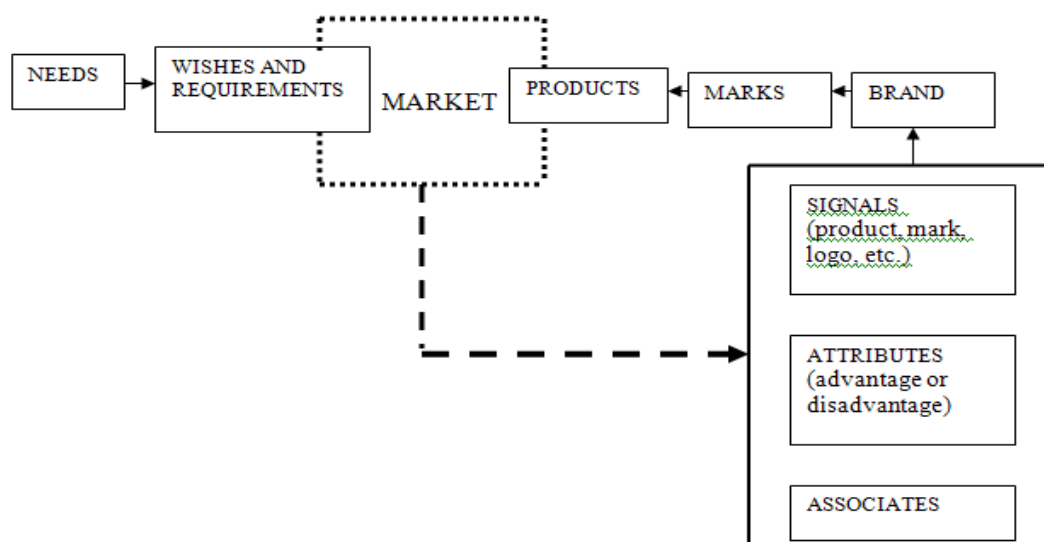 NEEDS
WISHES AND
REQUIREMENTS
MARKET
PRODUCTS
MARKS
BRAND
SIGNALS
(product, mark,
logo, etc.)
ATTRIBUTES
(advantage or
disadvantage)
ASSOCIATES